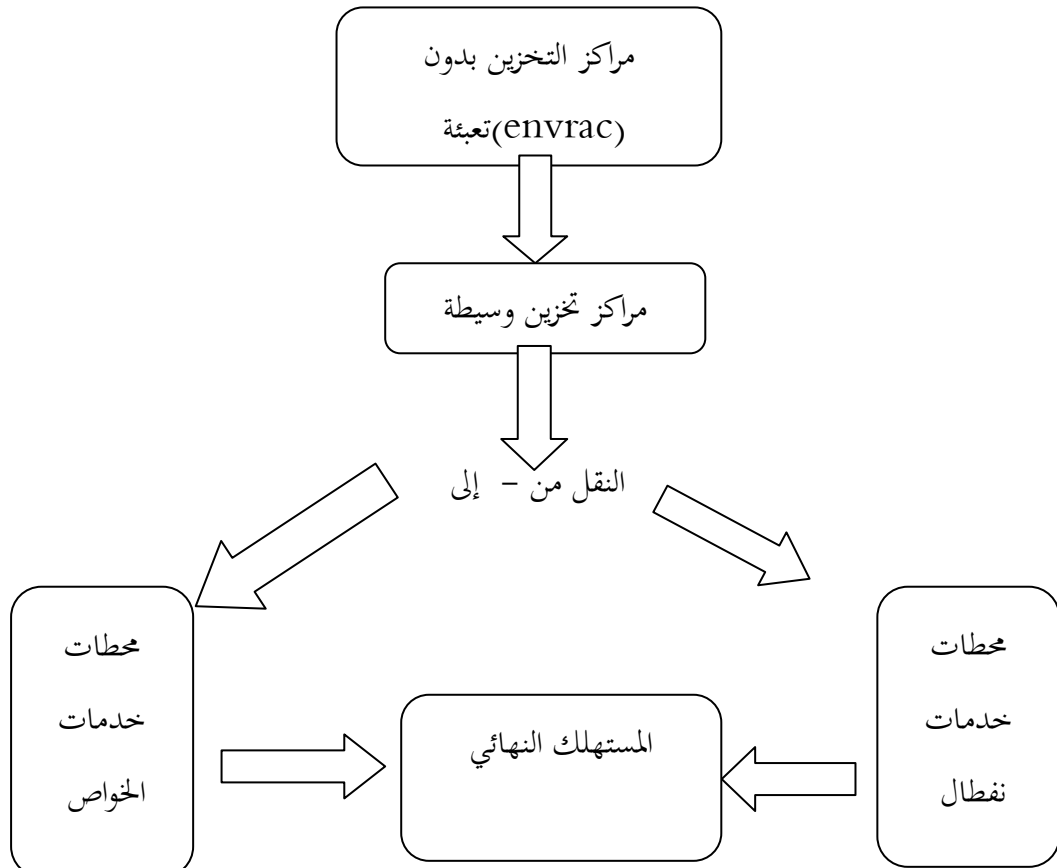 مراكز التخزين بدون
تعبئة(envrac)
مراكز تخزين وسيطة
النقل من – إلى
محطات
خدمات
نفطال
محطات
خدمات
الخواص
المستهلك النهائي